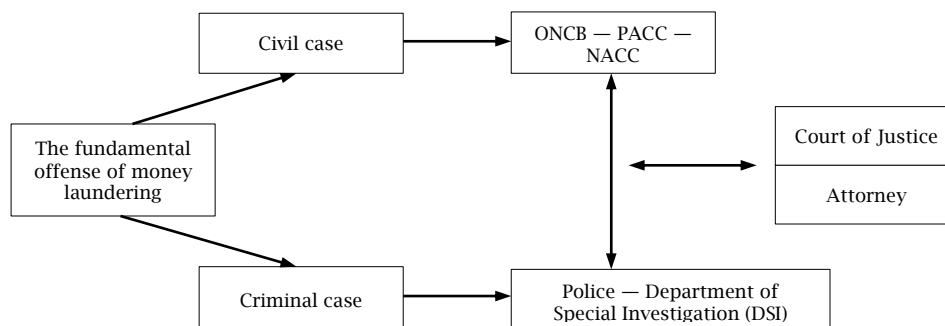 Civil case
ONCB — PACC —
NACC
The fundamental
offense of money
laundering
Court of Justice
Attorney
Criminal case
Police — Department of
Special Investigation (DSI)